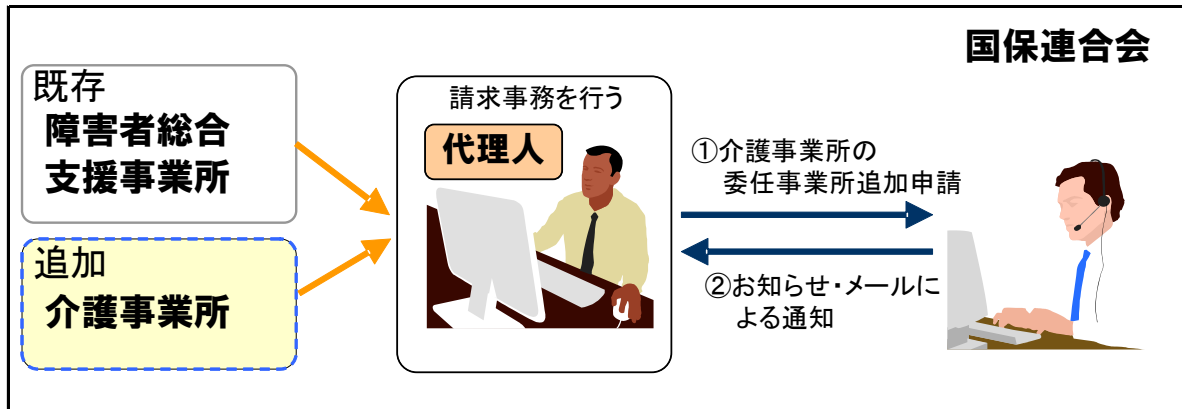 国保連合会
既存
障害者総合
支援事業所
追加
介護事業所
請求事務を行う
代理人
①介護事業所の
委任事業所追加申請
②お知らせ・メールに
よる通知